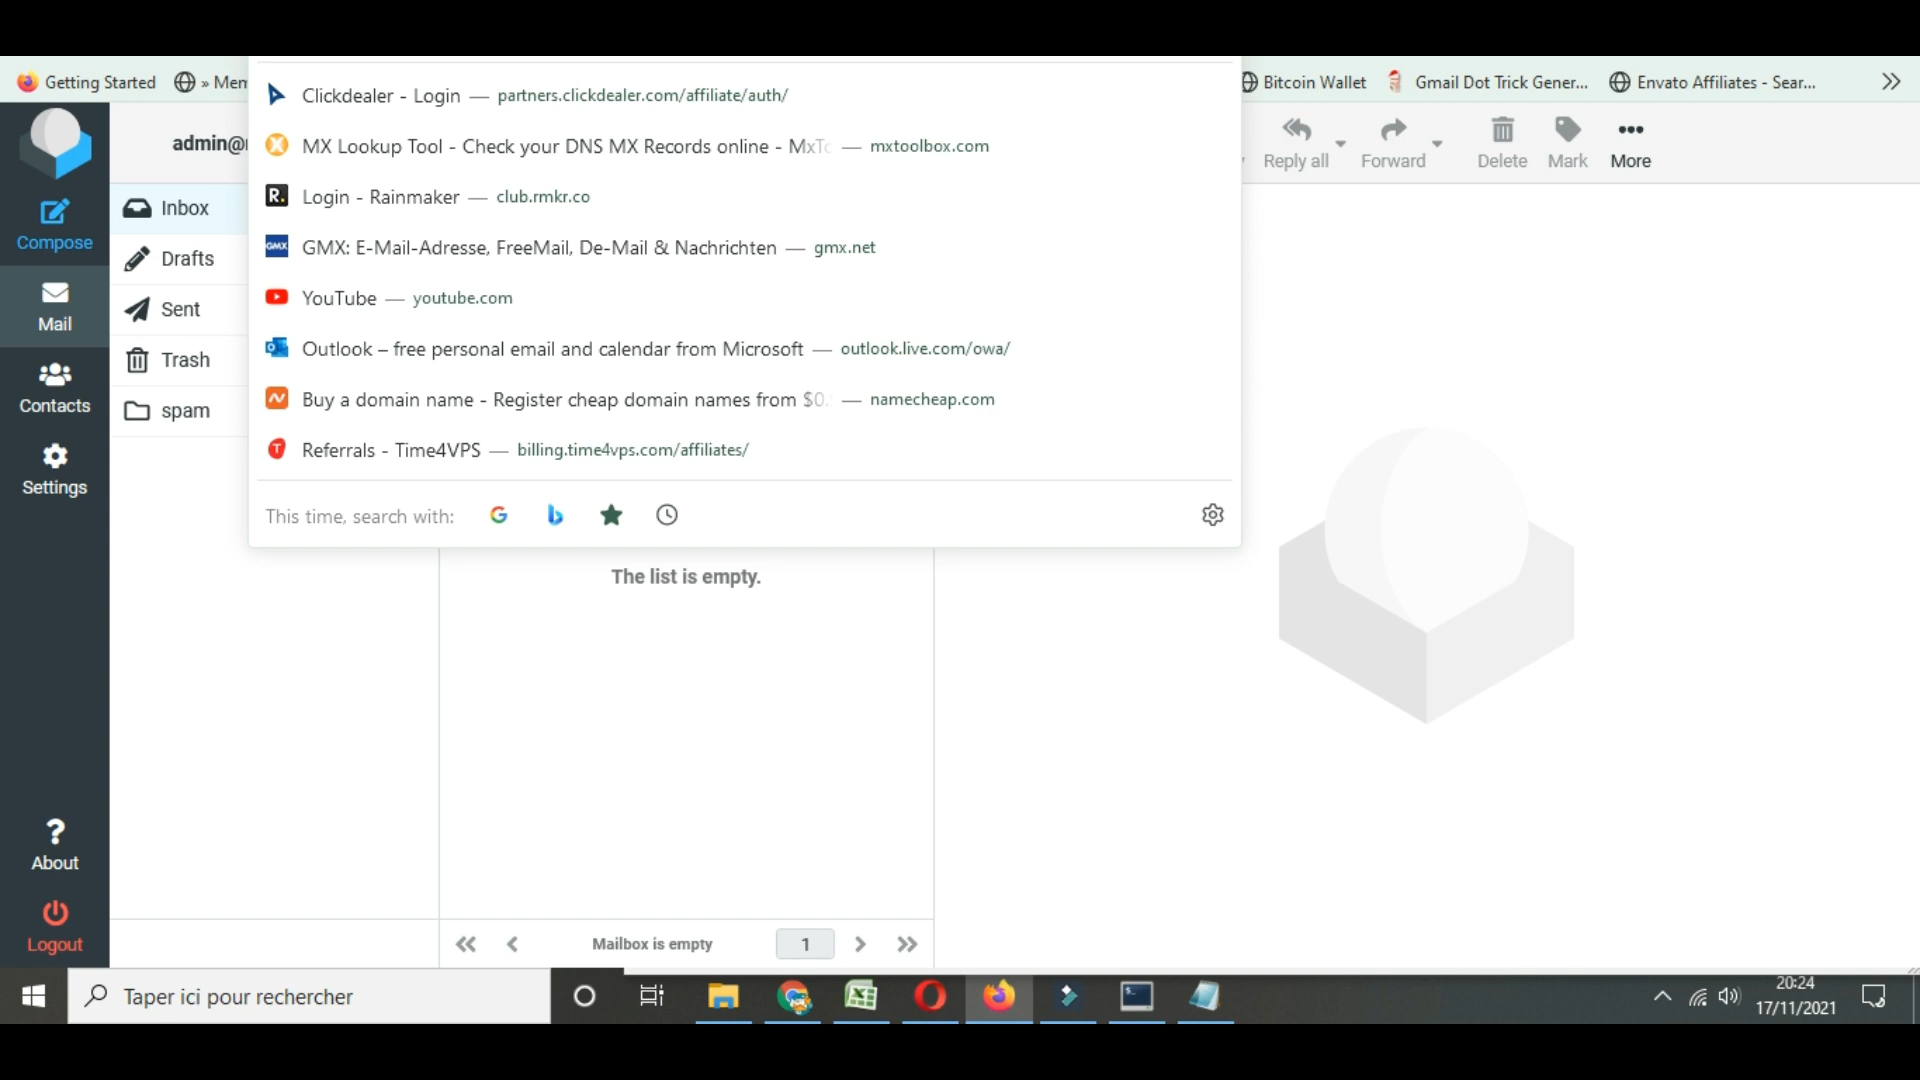 Getting Started » Men Bitcoin Wallet Gmail Dot Trick Gener... Envato Affiliates - Sear...
Clickdealer - Login — partners.clickdealer.com/affiliate/auth/
MX Lookup Tool - Check your DNS MX Records online - MxTo — mxtoolbox.com
Login - Rainmaker — club.rmkr.co
GMX: E-Mail-Adresse, FreeMail, De-Mail & Nachrichten — gmx.net
YouTube — youtube.com
Outlook – free personal email and calendar from Microsoft — outlook.live.com/owa/
Buy a domain name - Register cheap domain names from $0. — namecheap.com
Referrals - Time4VPS — billing.time4vps.com/affiliates/
This time, search with:
admin@
Reply all Forward Delete Mark More
Compose
Mail
Contacts
Settings
About
Logout
Inbox
Drafts
Sent
Trash
spam
The list is empty.
Mailbox is empty 1
Taper ici pour rechercher
20:24
17/11/2021